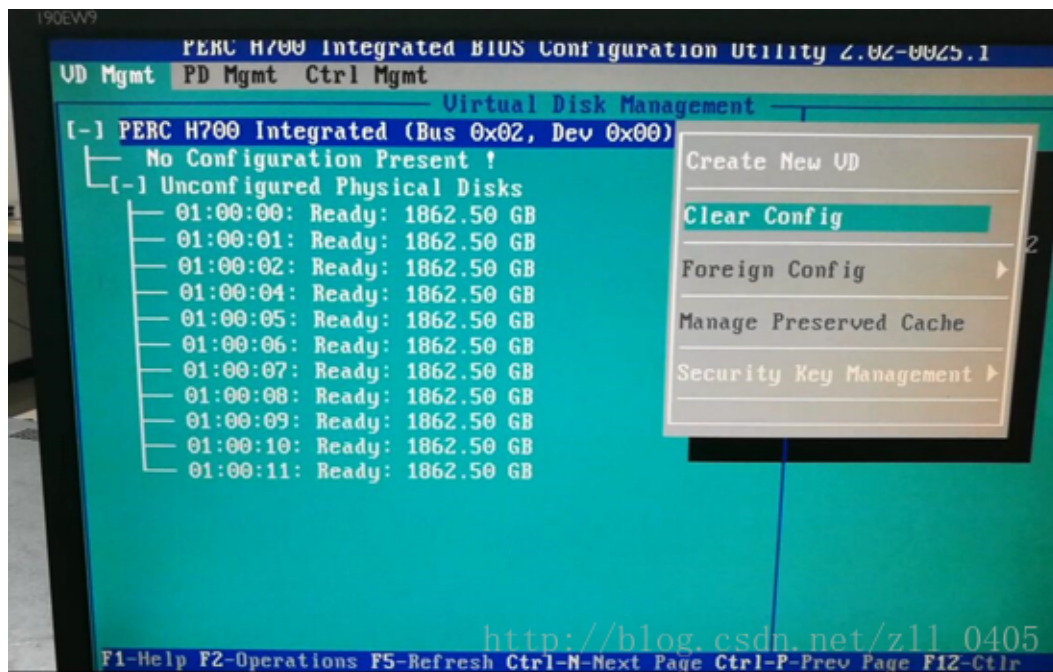 190EW9
PERC H700 Integrated BIOS Configuration Utility 2.02-0025.1
VD Mgmt PD Mgmt Ctrl Mgmt
Virtual Disk Management
[-] PERC H700 Integrated (Bus 0x02, Dev 0x00)
No Configuration Present !
[-] Unconfigured Physical Disks
01:00:00: Ready: 1862.50 GB
01:00:01: Ready: 1862.50 GB
01:00:02: Ready: 1862.50 GB
01:00:04: Ready: 1862.50 GB
01:00:05: Ready: 1862.50 GB
01:00:06: Ready: 1862.50 GB
01:00:07: Ready: 1862.50 GB
01:00:08: Ready: 1862.50 GB
01:00:09: Ready: 1862.50 GB
01:00:10: Ready: 1862.50 GB
01:00:11: Ready: 1862.50 GB
Create New VD
Clear Config
2
Foreign Config
Manage Preserved Cache
Security Key Management
http://blog.csdn.net/zll_0405
F1-Help F2-Operations F5-Refresh Ctrl-N-Next Page Ctrl-P-Prev Page F12-Ctlr